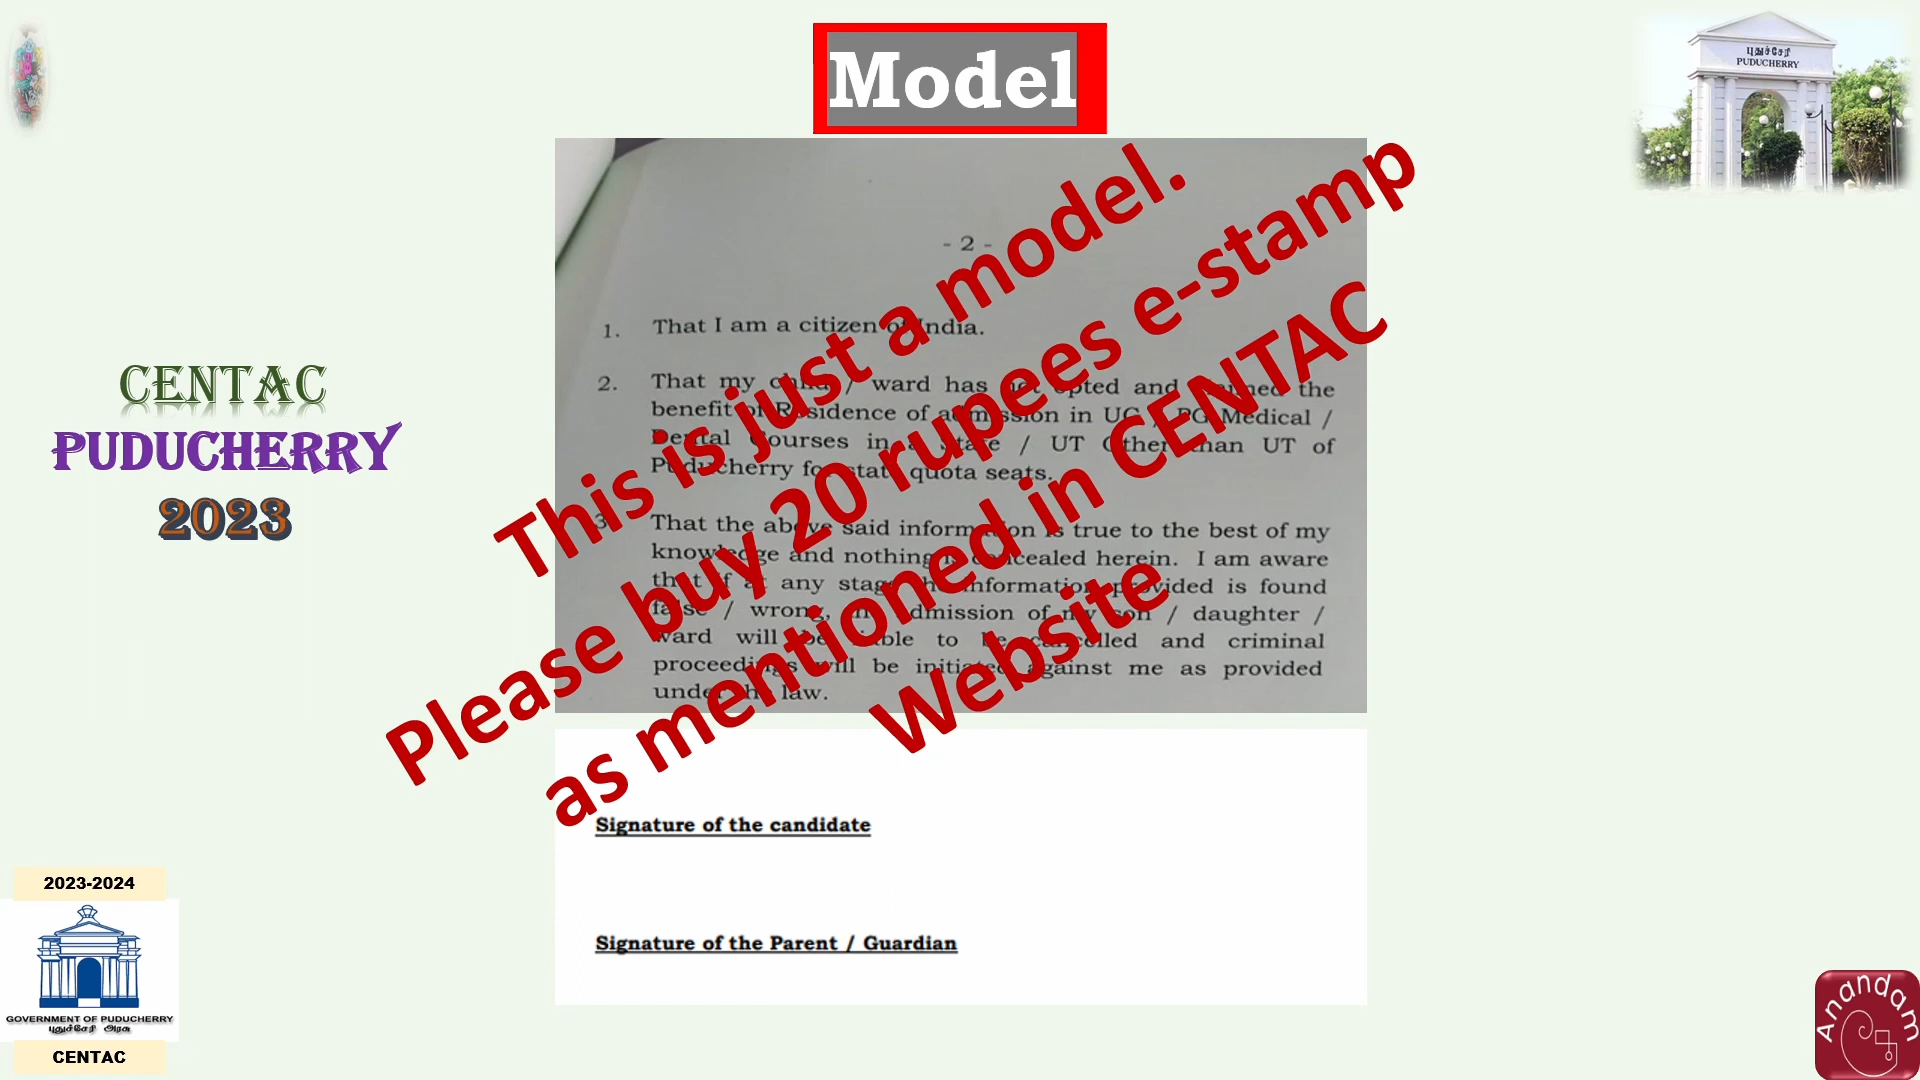 Model
புதுச்சேரி
PUDUCHERRY
- 2 -
1. That I am a citizen of India.
2. That my child / ward has not opted and claimed the
benefit of Residence of admission in UG / PG Medical /
Dental Courses in a State / UT Other than UT of
Puducherry for state quota seats.
3. That the above said information is true to the best of my
knowledge and nothing is concealed herein. I am aware
that if at any stage the information provided is found
false / wrong, the admission of my son / daughter /
ward will be liable to be cancelled and criminal
proceedings will be initiated against me as provided
under the law.
This is just a model.
Please buy 20 rupees e-stamp
as mentioned in CENTAC
Website
CENTAC
PUDUCHERRY
2023
Signature of the candidate
Signature of the Parent / Guardian
2023-2024
GOVERNMENT OF PUDUCHERRY
புதுச்சேரி அரசு
CENTAC
Anandam